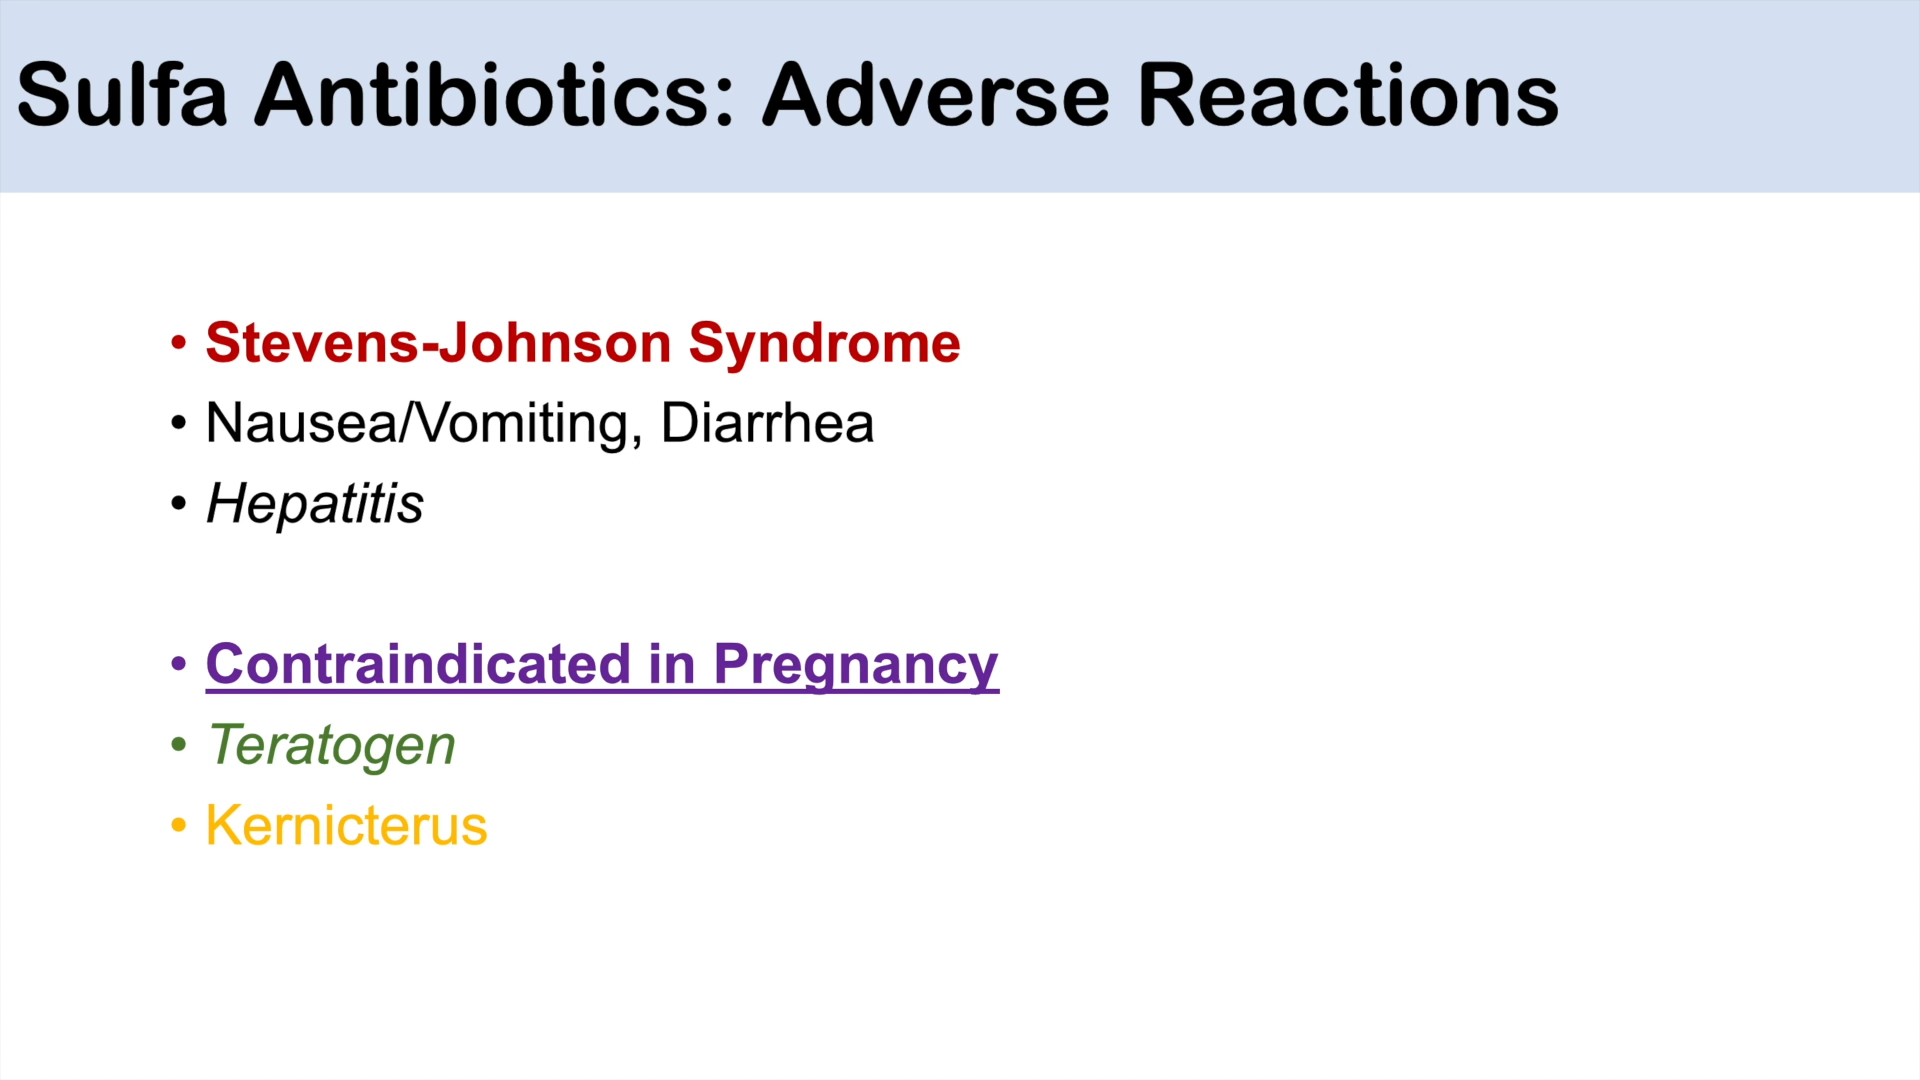 Sulfa Antibiotics: Adverse Reactions
• Stevens-Johnson Syndrome
• Nausea/Vomiting, Diarrhea
• Hepatitis
• Contraindicated in Pregnancy
• Teratogen
• Kernicterus